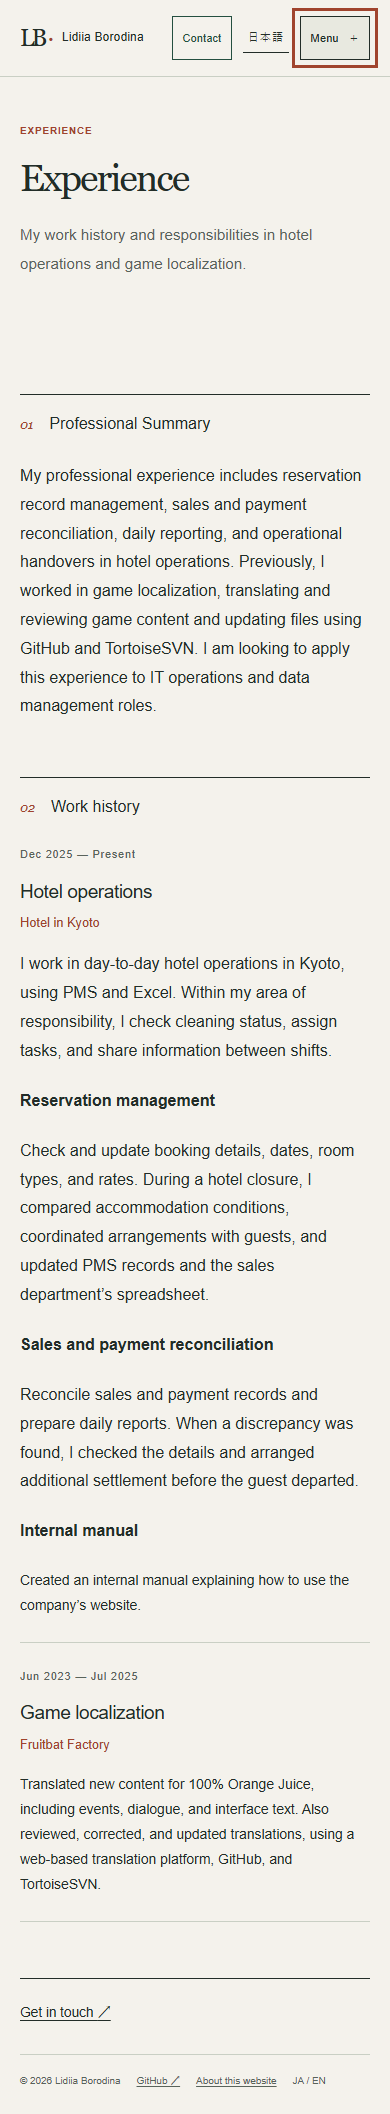 LB• Lidiia Borodina Contact 日本語 Menu +
EXPERIENCE
Experience
My work history and responsibilities in hotel
operations and game localization.
01 Professional Summary
My professional experience includes reservation
record management, sales and payment
reconciliation, daily reporting, and operational
handovers in hotel operations. Previously, I
worked in game localization, translating and
reviewing game content and updating files using
GitHub and TortoiseSVN. I am looking to apply
this experience to IT operations and data
management roles.
02 Work history
Dec 2025 — Present
Hotel operations
Hotel in Kyoto
I work in day-to-day hotel operations in Kyoto,
using PMS and Excel. Within my area of
responsibility, I check cleaning status, assign
tasks, and share information between shifts.
Reservation management
Check and update booking details, dates, room
types, and rates. During a hotel closure, I
compared accommodation conditions,
coordinated arrangements with guests, and
updated PMS records and the sales
department’s spreadsheet.
Sales and payment reconciliation
Reconcile sales and payment records and
prepare daily reports. When a discrepancy was
found, I checked the details and arranged
additional settlement before the guest departed.
Internal manual
Created an internal manual explaining how to use the
company’s website.
Jun 2023 — Jul 2025
Game localization
Fruitbat Factory
Translated new content for 100% Orange Juice,
including events, dialogue, and interface text. Also
reviewed, corrected, and updated translations, using a
web-based translation platform, GitHub, and
TortoiseSVN.
Get in touch ↗
© 2026 Lidiia Borodina GitHub ↗ About this website JA / EN